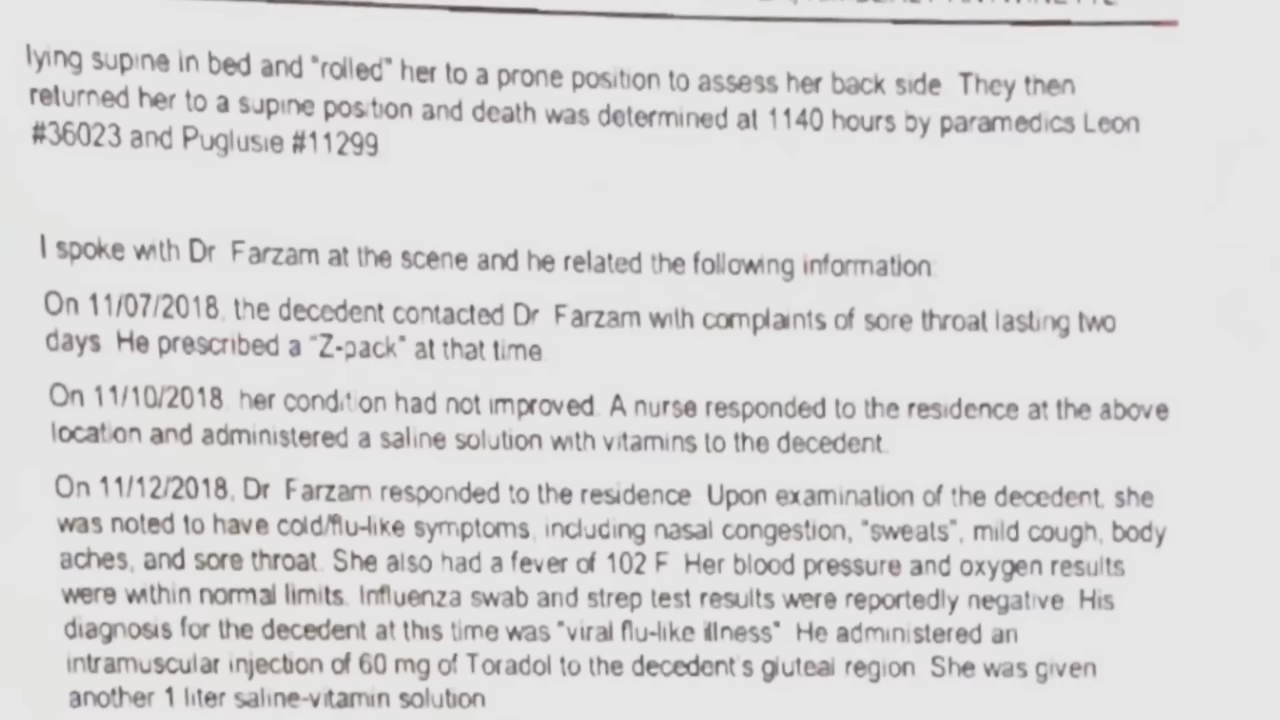 lying supine in bed and "rolled" her to a prone position to assess her back side They then
returned her to a supine position and death was determined at 1140 hours by paramedics Leon
#36023 and Puglusie #11299
I spoke with Dr Farzam at the scene and he related the following information
On 11/07/2018, the decedent contacted Dr Farzam with complaints of sore throat lasting two
days He prescribed a "Z-pack" at that time
On 11/10/2018, her condition had not improved. A nurse responded to the residence at the above
location and administered a saline solution with vitamins to the decedent.
On 11/12/2018, Dr Farzam responded to the residence Upon examination of the decedent, she
was noted to have cold/flu-like symptoms, including nasal congestion, "sweats", mild cough, body
aches, and sore throat. She also had a fever of 102 F Her blood pressure and oxygen results
were within normal limits. Influenza swab and strep test results were reportedly negative His
diagnosis for the decedent at this time was "viral flu-like illness" He administered an
intramuscular injection of 60 mg of Toradol to the decedent's gluteal region She was given
another 1 liter saline-vitamin solution